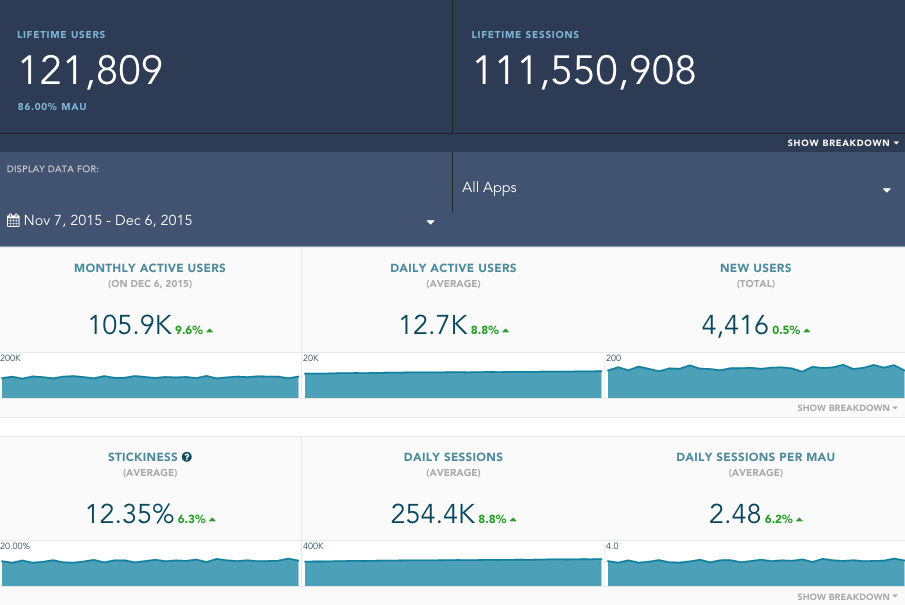 LIFETIME USERS
121,809
86.00% MAU
LIFETIME SESSIONS
111,550,908
SHOW BREAKDOWN
DISPLAY DATA FOR:
Nov 7, 2015 - Dec 6, 2015
All Apps
MONTHLY ACTIVE USERS
(ON DEC 6, 2015)
105.9K 9.6%
200K
DAILY ACTIVE USERS
(AVERAGE)
12.7K 8.8%
20K
NEW USERS
(TOTAL)
4,416 0.5%
200
SHOW BREAKDOWN
STICKINESS ?
(AVERAGE)
12.35% 6.3%
20.00%
DAILY SESSIONS
(AVERAGE)
254.4K 8.8%
400K
DAILY SESSIONS PER MAU
(AVERAGE)
2.48 6.2%
4.0
SHOW BREAKDOWN